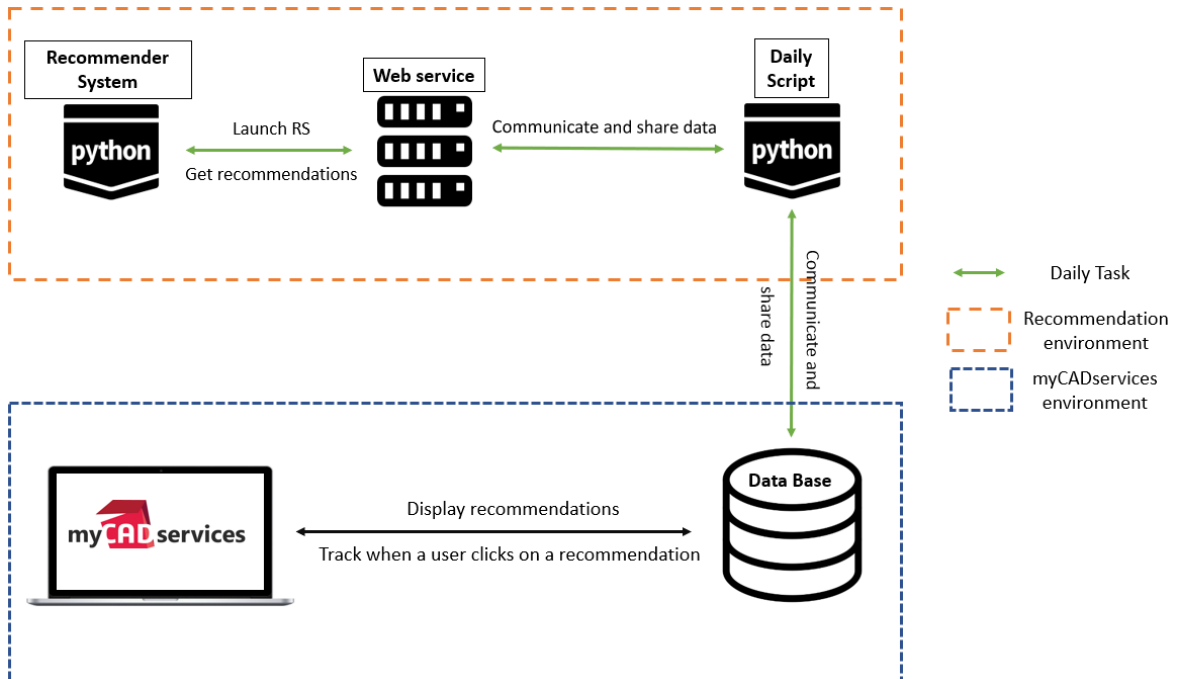 Recommender
System
python
Launch RS
Get recommendations
Web service
Communicate and share data
Daily
Script
python
Communicate and
share data
Daily Task
Recommendation
environment
myCADservices
environment
myCADservices
Display recommendations
Track when a user clicks on a recommendation
Data Base